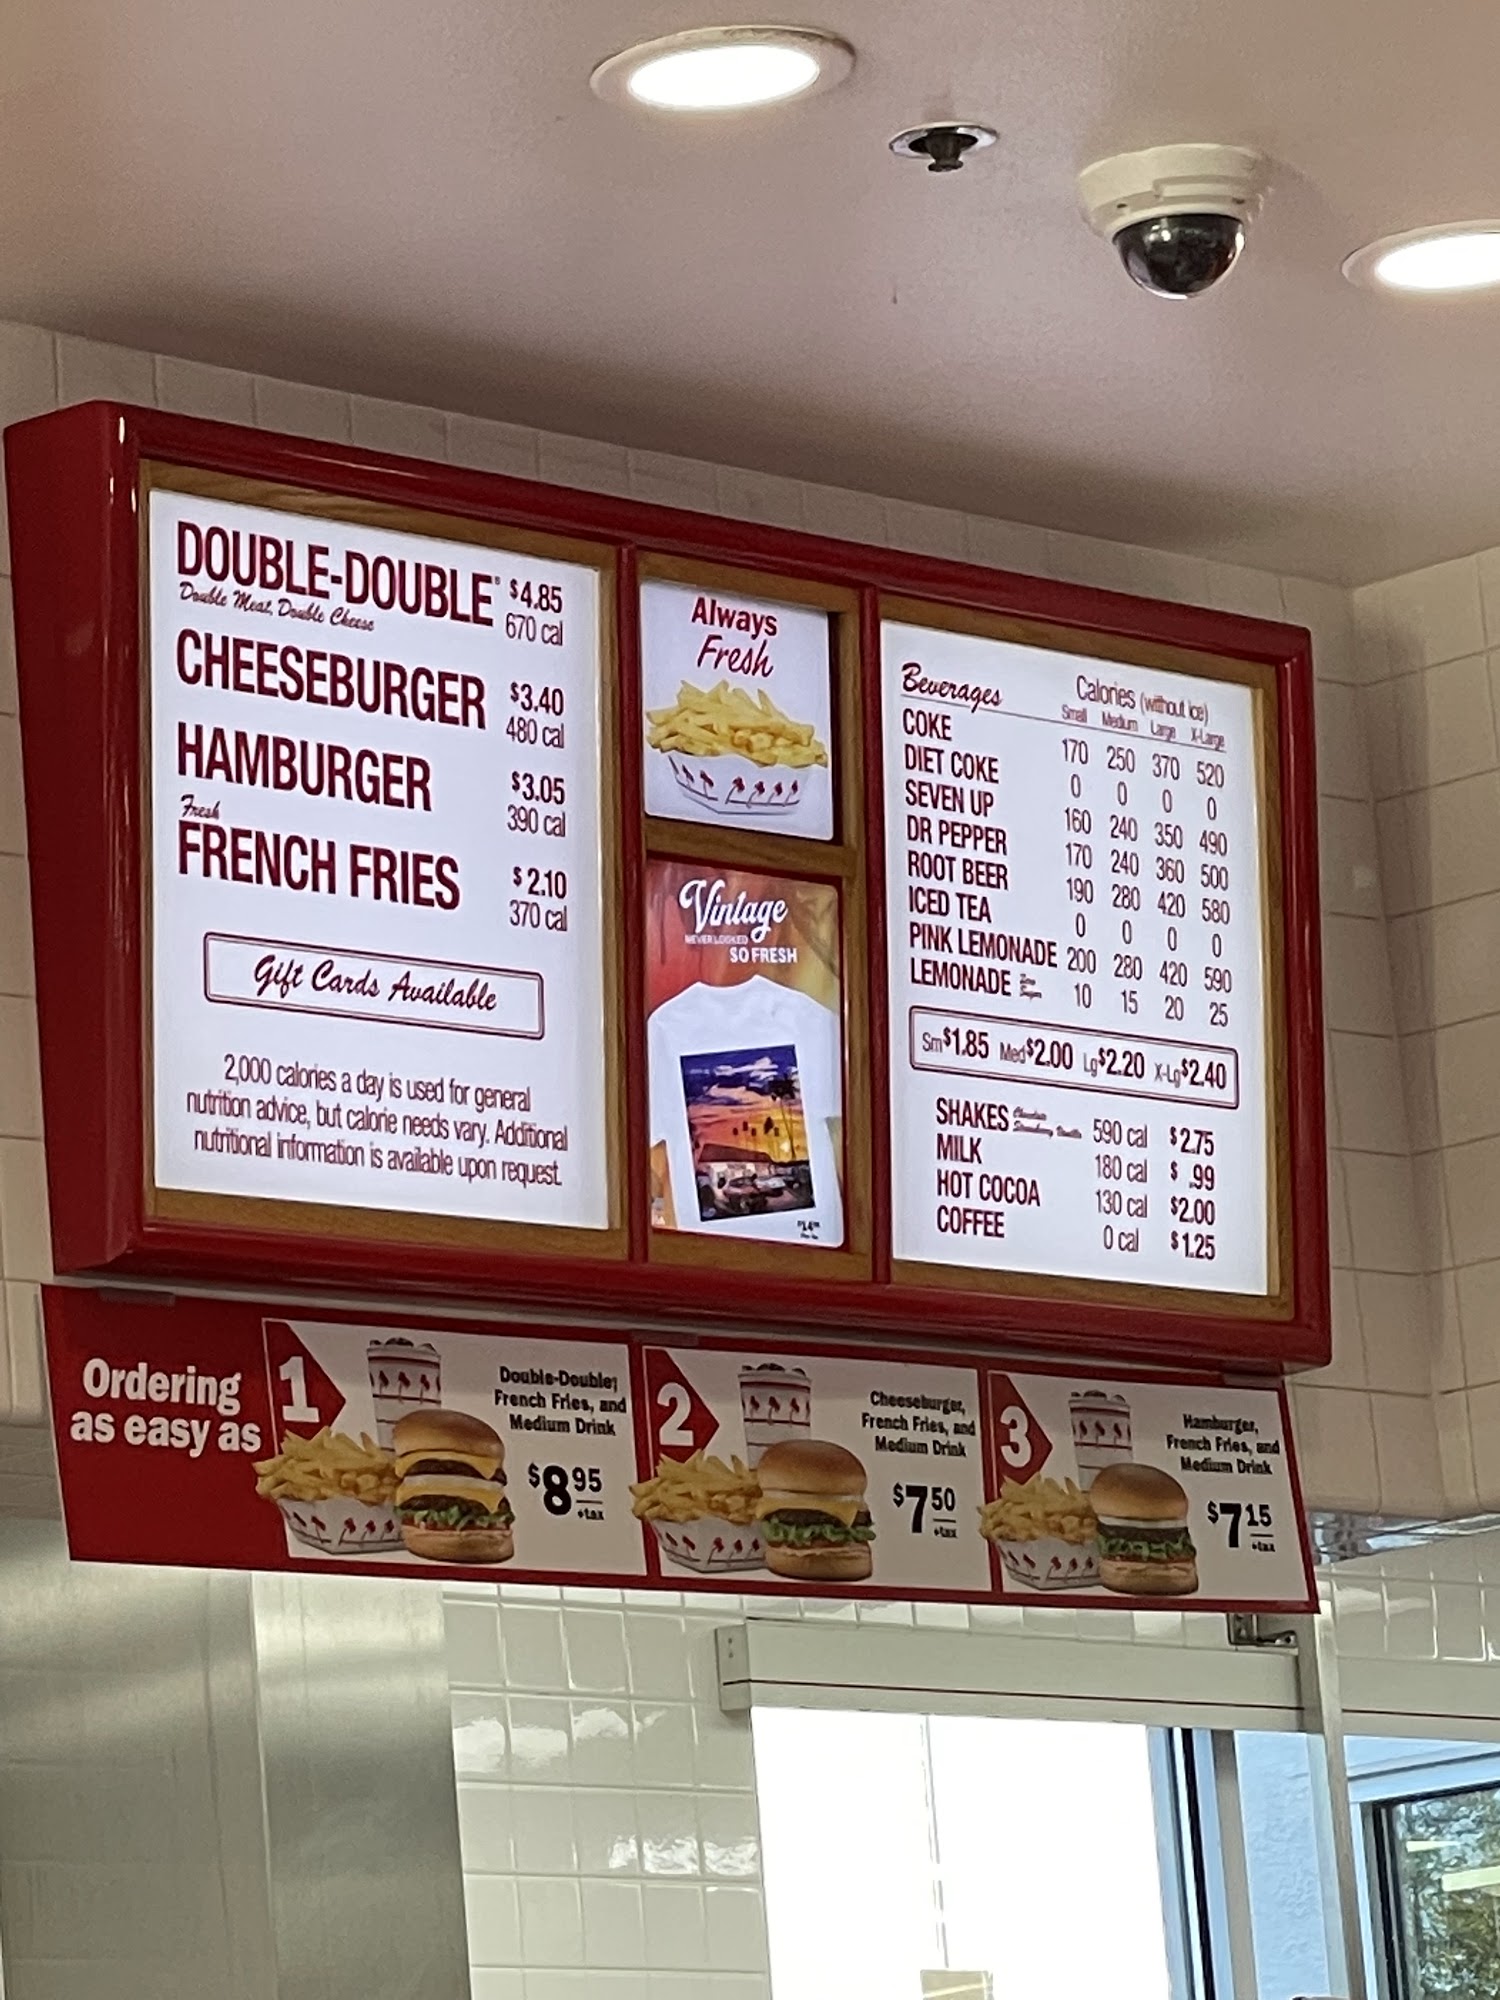 DOUBLE-DOUBLE® $4.85
Double Meat, Double Cheese 670 cal
CHEESEBURGER $3.40
480 cal
HAMBURGER $3.05
390 cal
Fresh
FRENCH FRIES $2.10
370 cal
Gift Cards Available
2,000 calories a day is used for general
nutrition advice, but calorie needs vary. Additional
nutritional information is available upon request.
Always
Fresh
Vintage
NEVER LOOKED
SO FRESH
Beverages Calories (without ice)
Small Medium Large X-Large
COKE 170 250 370 520
DIET COKE 0 0 0 0
SEVEN UP 160 240 350 490
DR PEPPER 170 240 360 500
ROOT BEER 190 280 420 580
ICED TEA 0 0 0 0
PINK LEMONADE 200 280 420 590
LEMONADE Zero Sugar 10 15 20 25
Sm$1.85 Med$2.00 Lg$2.20 X-Lg$2.40
SHAKES Chocolate Strawberry Vanilla 590 cal $2.75
MILK 180 cal $ .99
HOT COCOA 130 cal $2.00
COFFEE 0 cal $1.25
Ordering
as easy as
1
Double-Double,
French Fries, and
Medium Drink
$8 95
+tax
2
Cheeseburger,
French Fries, and
Medium Drink
$7 50
+tax
3
Hamburger,
French Fries, and
Medium Drink
$7 15
+tax